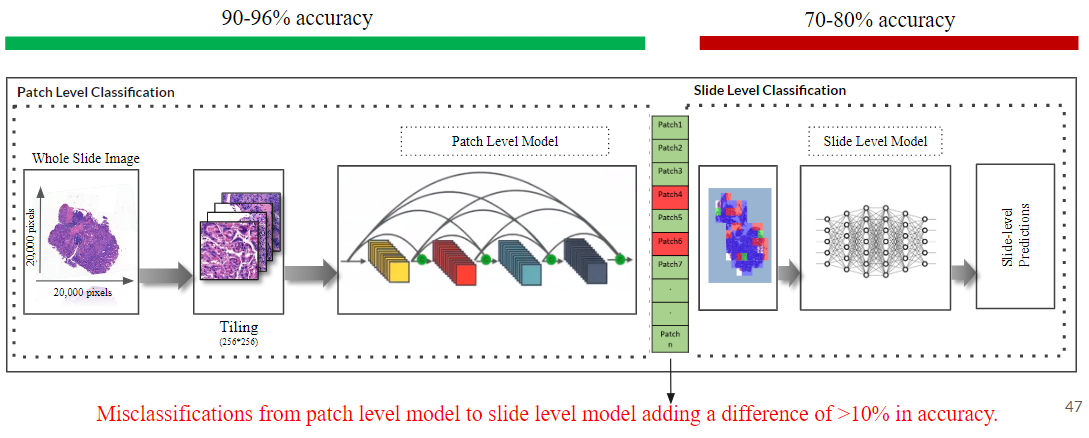 90-96% accuracy
70-80% accuracy
Patch Level Classification
Slide Level Classification
Whole Slide Image
20,000 pixels
20,000 pixels
Tiling
(256*256)
Patch Level Model
Patch1
Patch2
Patch3
Patch4
Patch5
Patch6
Patch7
.
.
Patch
n
Slide Level Model
Slide-level
Predictions
Misclassifications from patch level model to slide level model adding a difference of >10% in accuracy.
47